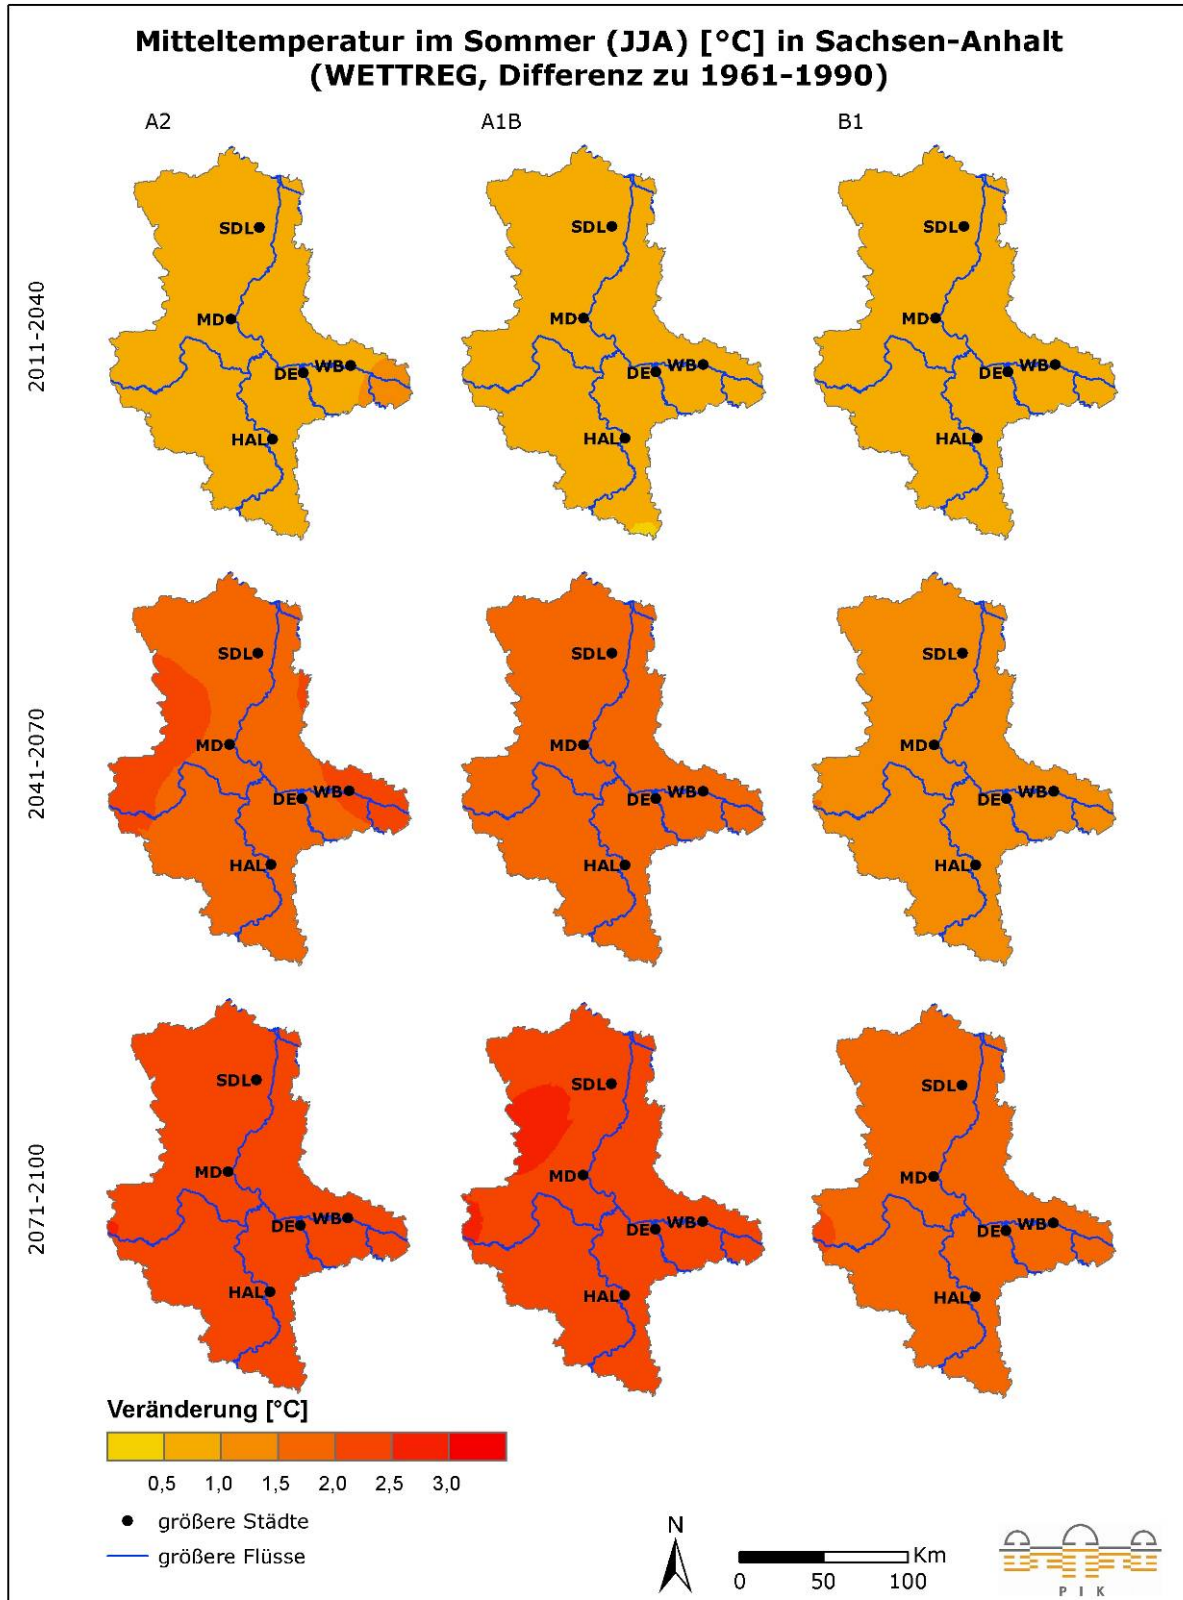 Mitteltemperatur im Sommer (JJA) [°C] in Sachsen-Anhalt
(WETTREG, Differenz zu 1961-1990)
A2 A1B B1
2011-2040
SDL SDL SDL
MD MD MD
DE WB DE WB DE WB
HAL HAL HAL
2041-2070
SDL SDL SDL
MD MD MD
DE WB DE WB DE WB
HAL HAL HAL
2071-2100
SDL SDL SDL
MD MD MD
DE WB DE WB DE WB
HAL HAL HAL
Veränderung [°C]
0,5 1,0 1,5 2,0 2,5 3,0
größere Städte
größere Flüsse
N
Km
0 50 100
P I K